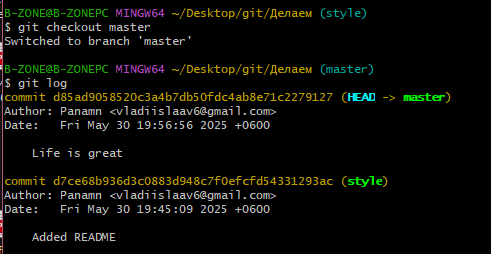 B-ZONE@B-ZONEPC MINGW64 ~/Desktop/git/Делаем (style)
$ git checkout master
Switched to branch 'master'
B-ZONE@B-ZONEPC MINGW64 ~/Desktop/git/Делаем (master)
$ git log
commit d85ad9058520c3a4b7db50fdc4ab8e71c2279127 (HEAD -> master)
Author: Panamn <vladiislaav6@gmail.com>
Date:   Fri May 30 19:56:56 2025 +0600
    Life is great
commit d7ce68b936d3c0883d948c7f0efcfd54331293ac (style)
Author: Panamn <vladiislaav6@gmail.com>
Date:   Fri May 30 19:45:09 2025 +0600
    Added README